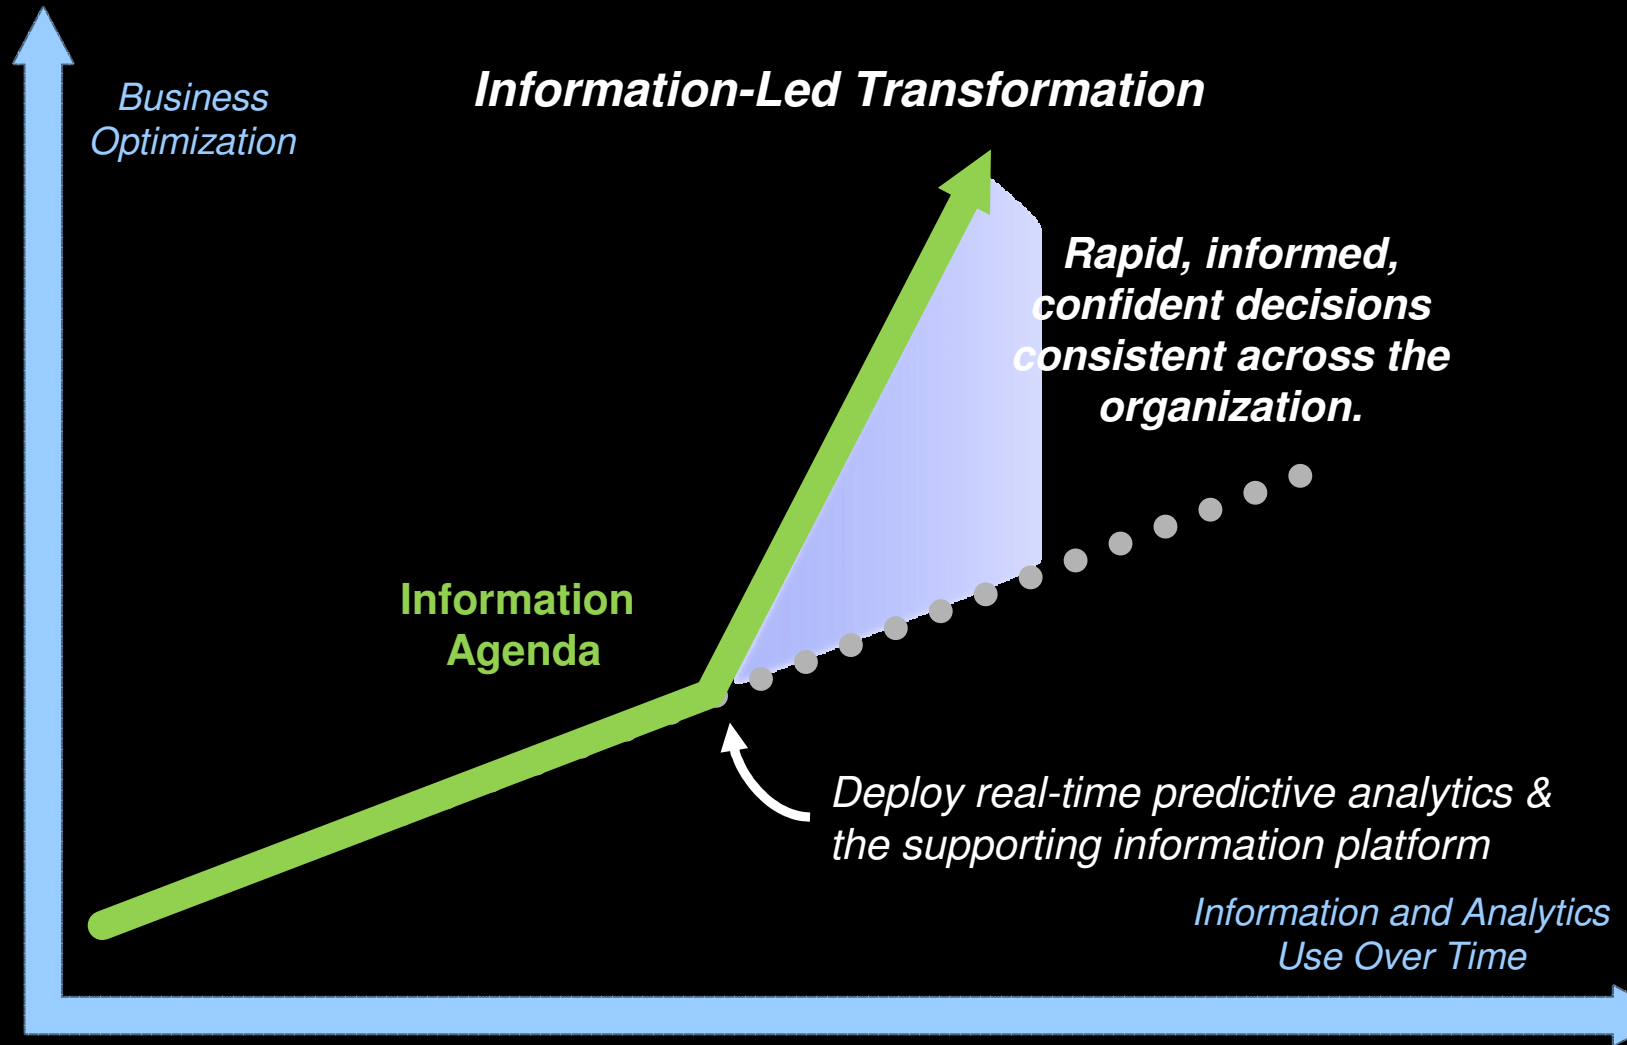 Business
Optimization
Information-Led Transformation
Rapid, informed,
confident decisions
consistent across the
organization.
Information
Agenda
Deploy real-time predictive analytics &
the supporting information platform
Information and Analytics
Use Over Time